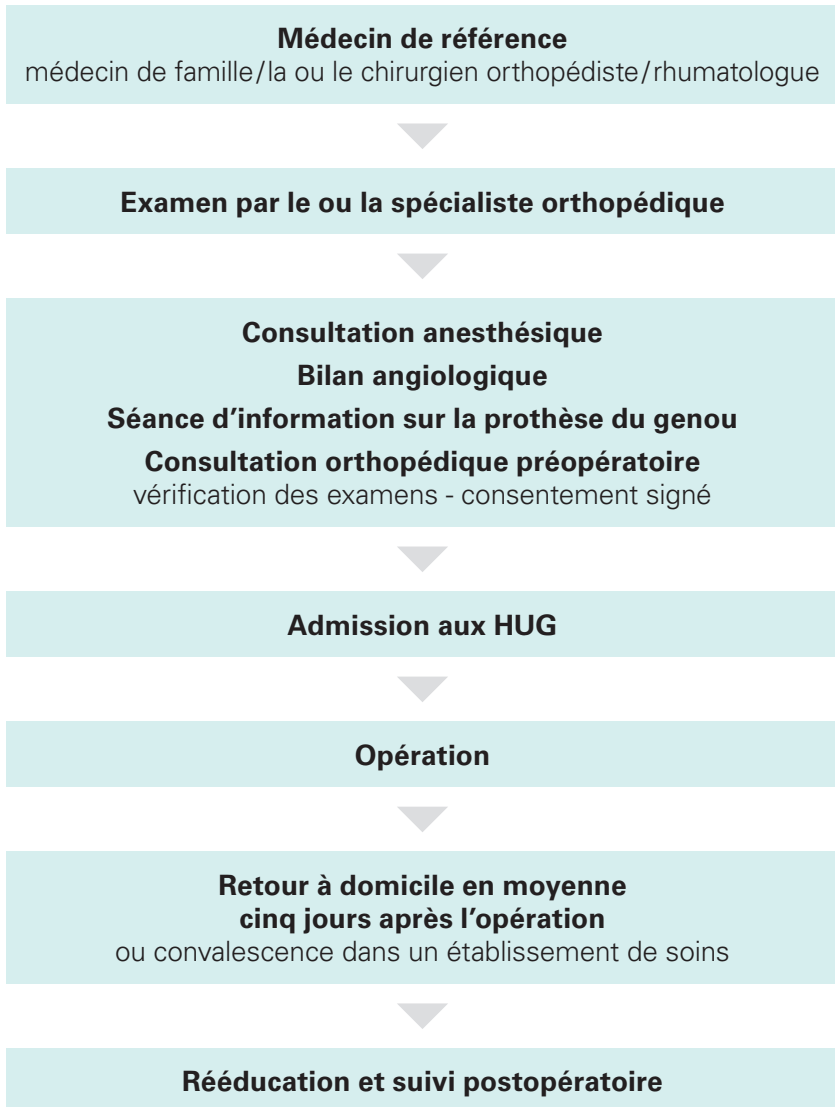 Médecin de référence
médecin de famille/la ou le chirurgien orthopédiste/rhumatologue
Examen par le ou la spécialiste orthopédique
Consultation anesthésique
Bilan angiologique
Séance d’information sur la prothèse du genou
Consultation orthopédique préopératoire
vérification des examens - consentement signé
Admission aux HUG
Opération
Retour à domicile en moyenne
cinq jours après l’opération
ou convalescence dans un établissement de soins
Rééducation et suivi postopératoire